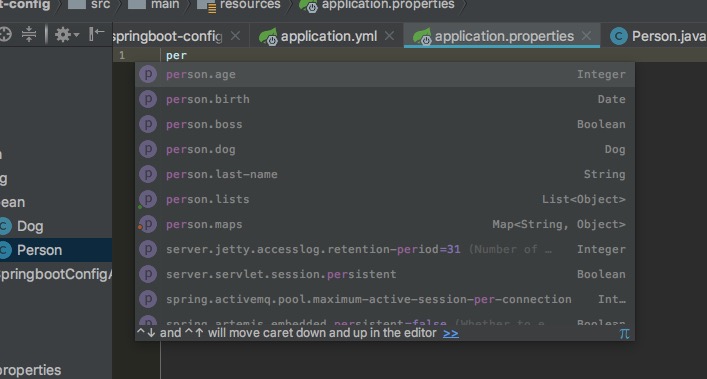 t-config src main resources application.properties
springboot-config application.yml application.properties Person.java
1 per
person.age Integer
person.birth Date
person.boss Boolean
person.dog Dog
person.last-name String
person.lists List<Object>
person.maps Map<String, Object>
server.jetty.accesslog.retention-period=31 (Number of … Integer
server.servlet.session.persistent Boolean
spring.activemq.pool.maximum-active-session-per-connection Int…
spring.artemis.embedded.persistent=false (Whether to e… Boolean
^↓ and ^↑ will move caret down and up in the editor >> π
g
ean
Dog
Person
SpringbootConfigA
properties